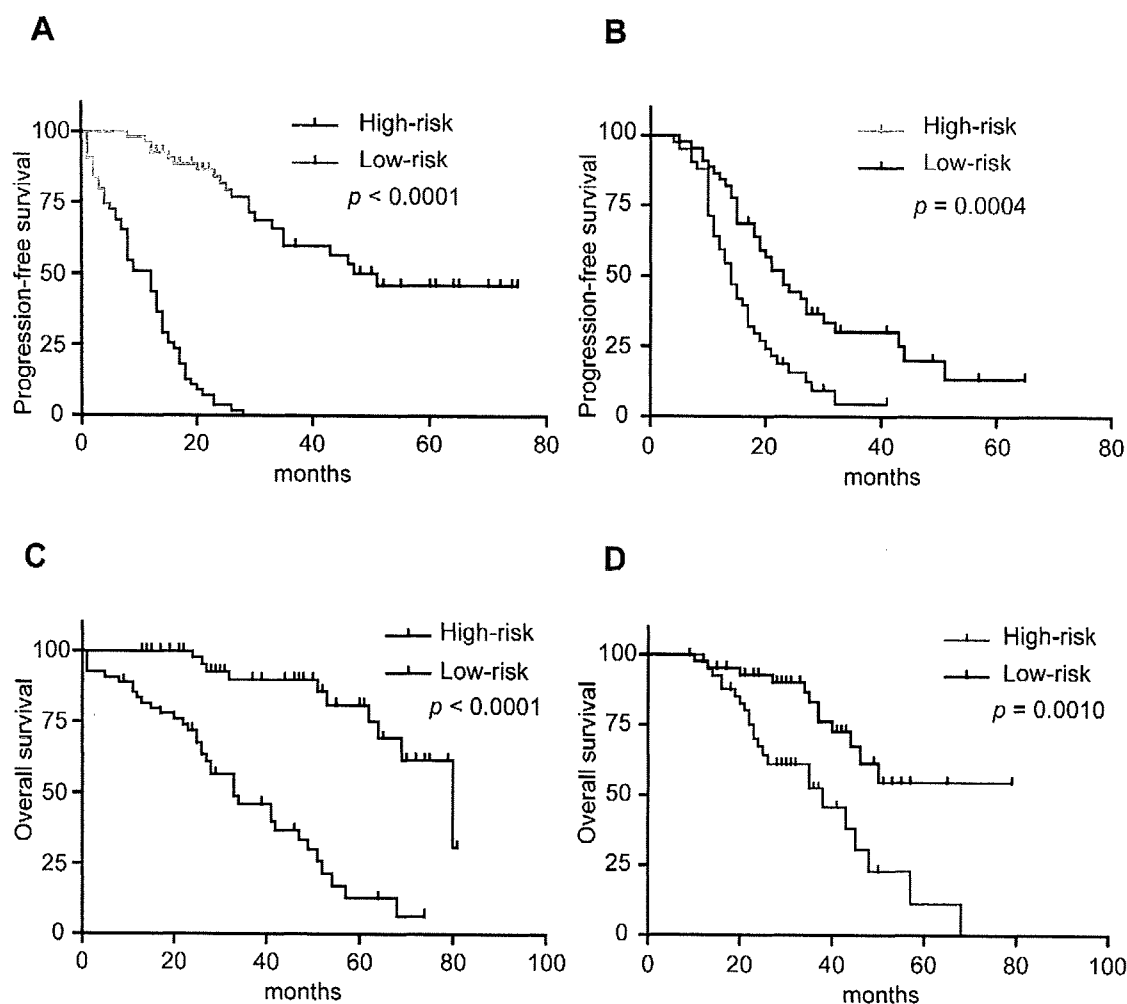 A
Progression-free survival
100
75
50
25
0
0 20 40 60 80
months
High-risk
Low-risk
p < 0.0001
B
Progression-free survival
100
75
50
25
0
0 20 40 60 80
months
High-risk
Low-risk
p = 0.0004
C
Overall survival
100
75
50
25
0
0 20 40 60 80 100
months
High-risk
Low-risk
p < 0.0001
D
Overall survival
100
75
50
25
0
0 20 40 60 80 100
months
High-risk
Low-risk
p = 0.0010